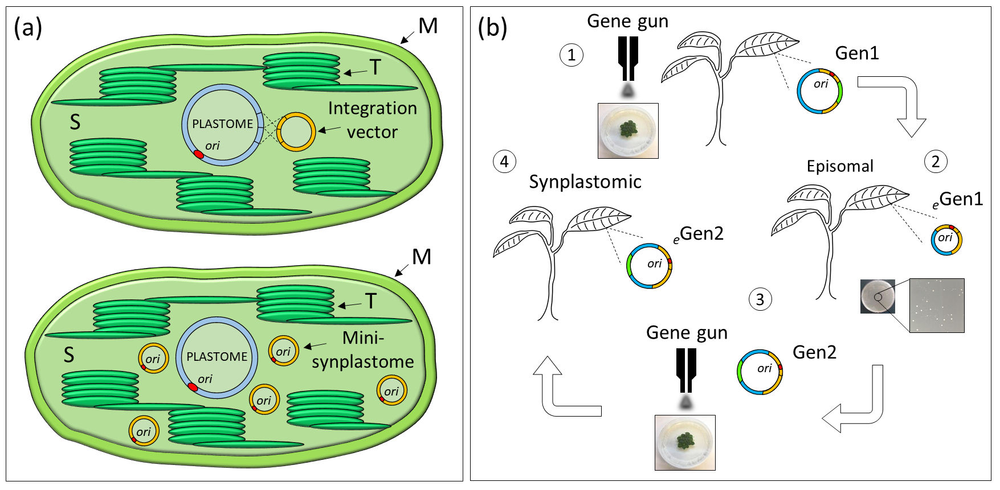 (a)
M
T
S
PLASTOME
ori
Integration
vector
M
T
S
PLASTOME
ori
ori
ori
ori
ori
ori
Mini-
synplastome
(b)
Gene gun
1
Gen1
ori
2
Episomal
eGen1
ori
3
Gene gun
Gen2
ori
4
Synplastomic
eGen2
ori